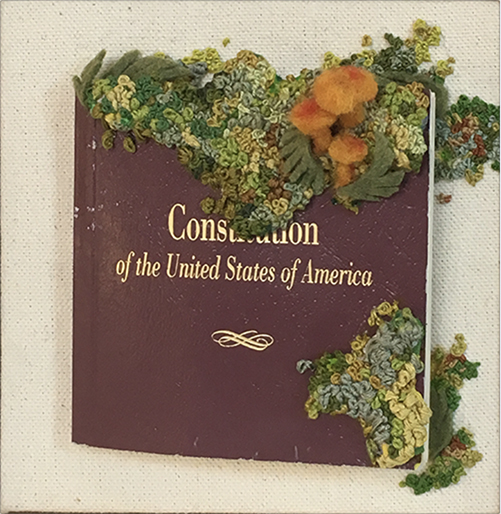 Constitution
of the United States of America